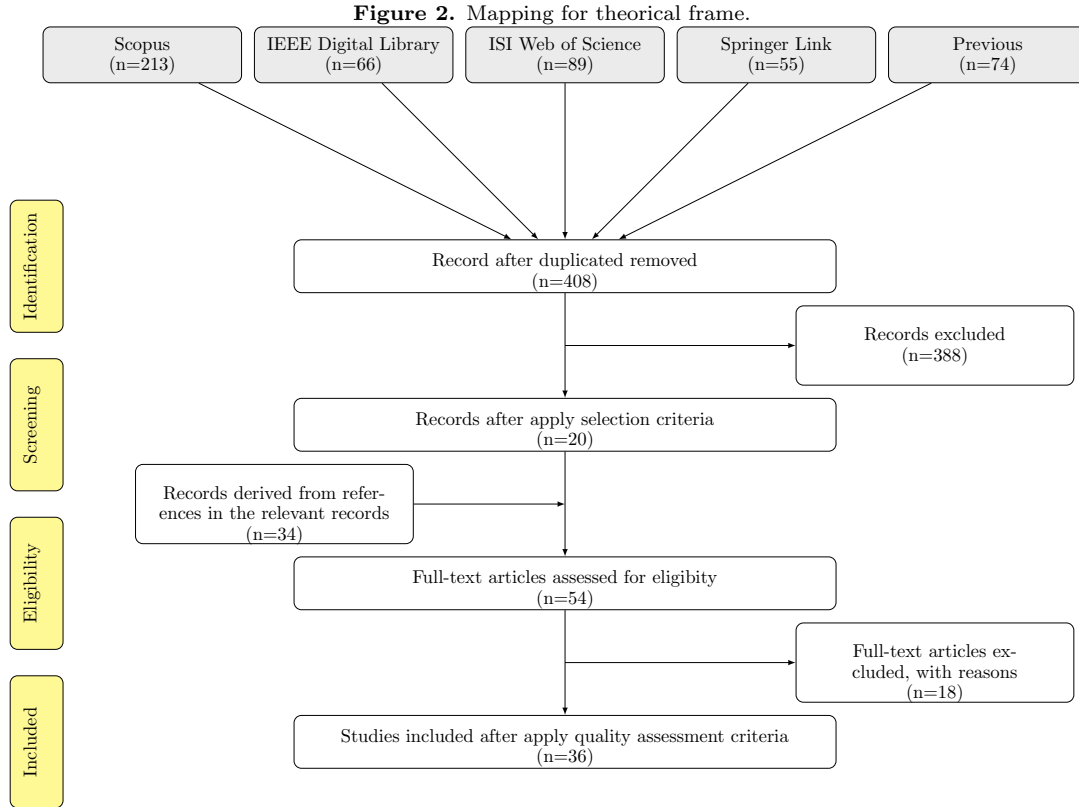 Figure 2. Mapping for theorical frame.
Scopus
(n=213)
IEEE Digital Library
(n=66)
ISI Web of Science
(n=89)
Springer Link
(n=55)
Previous
(n=74)
Identification
Record after duplicated removed
(n=408)
Records excluded
(n=388)
Screening
Records after apply selection criteria
(n=20)
Records derived from refer-
ences in the relevant records
(n=34)
Eligibility
Full-text articles assessed for eligibity
(n=54)
Full-text articles ex-
cluded, with reasons
(n=18)
Included
Studies included after apply quality assessment criteria
(n=36)